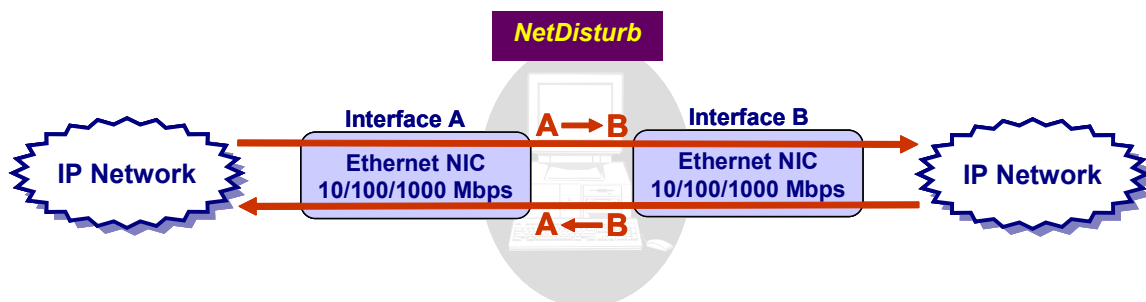 NetDisturb
Interface A
A B
Interface B
IP Network
Ethernet NIC
10/100/1000 Mbps
Ethernet NIC
10/100/1000 Mbps
IP Network
A B